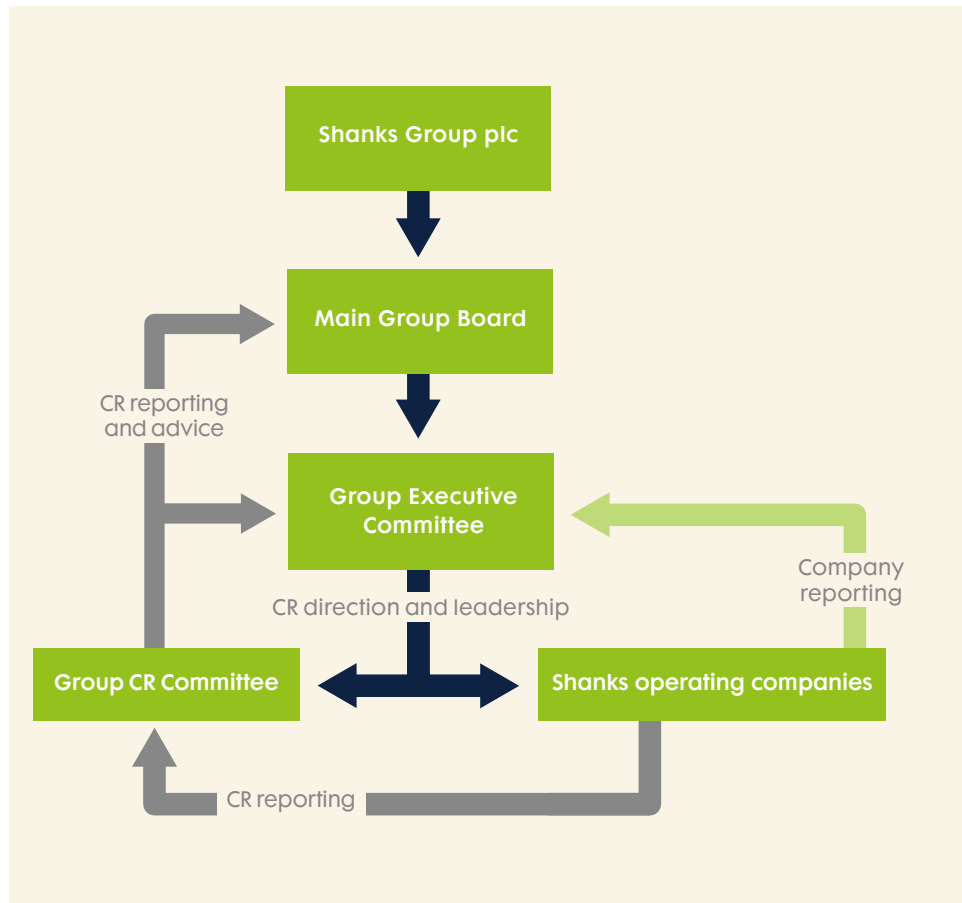 Shanks Group plc
Main Group Board
CR reporting
and advice
Group Executive
Committee
Company
reporting
CR direction and leadership
Group CR Committee
Shanks operating companies
CR reporting